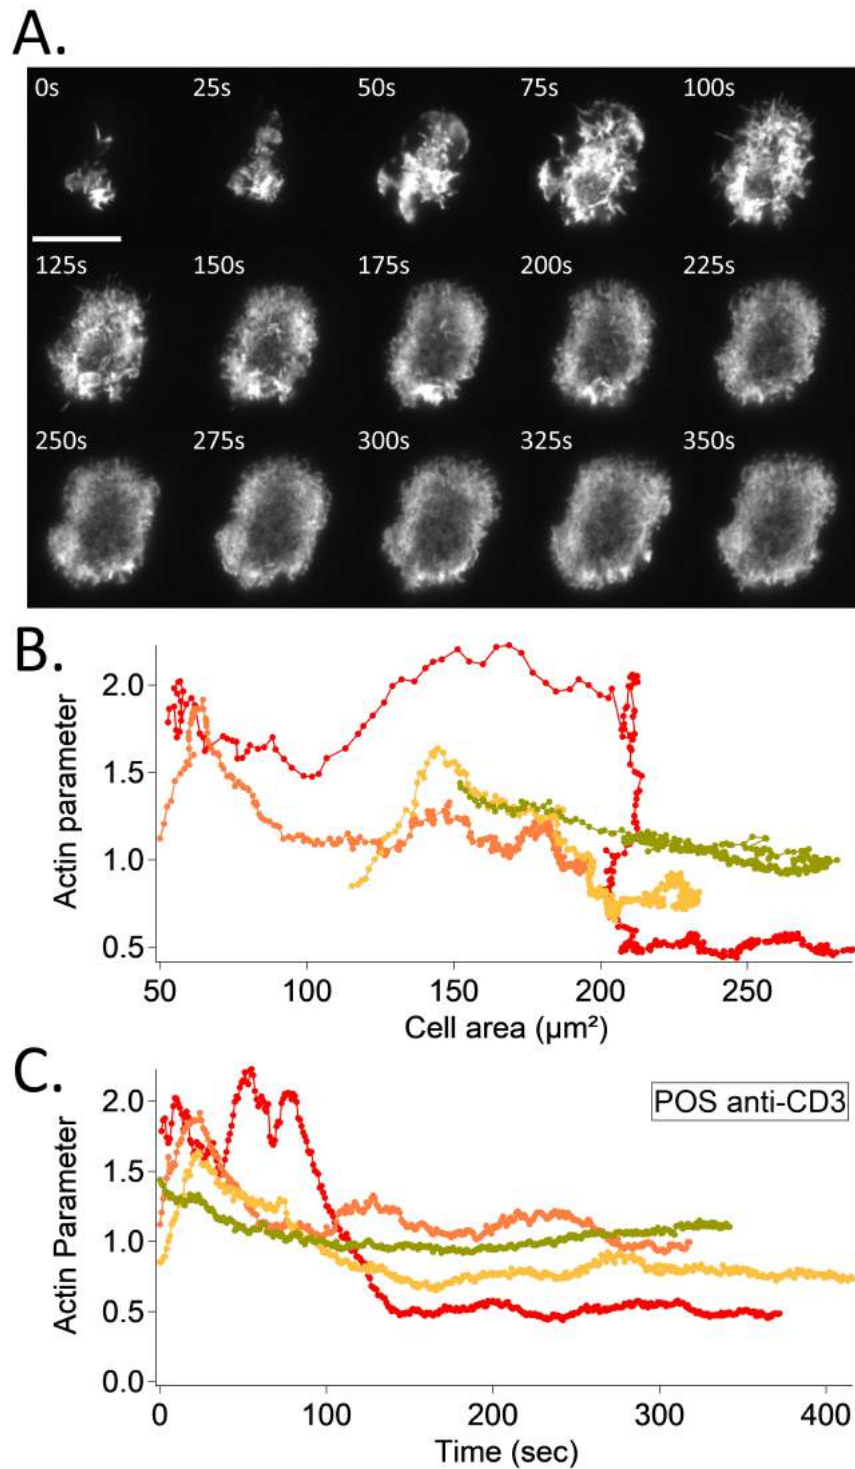 A.
0s 25s 50s 75s 100s
125s 150s 175s 200s 225s
250s 275s 300s 325s 350s
B.
Actin parameter
2.0
1.5
1.0
0.5
50 100 150 200 250
Cell area (µm²)
C.
POS anti-CD3
Actin Parameter
2.0
1.5
1.0
0.5
0.0
0 100 200 300 400
Time (sec)